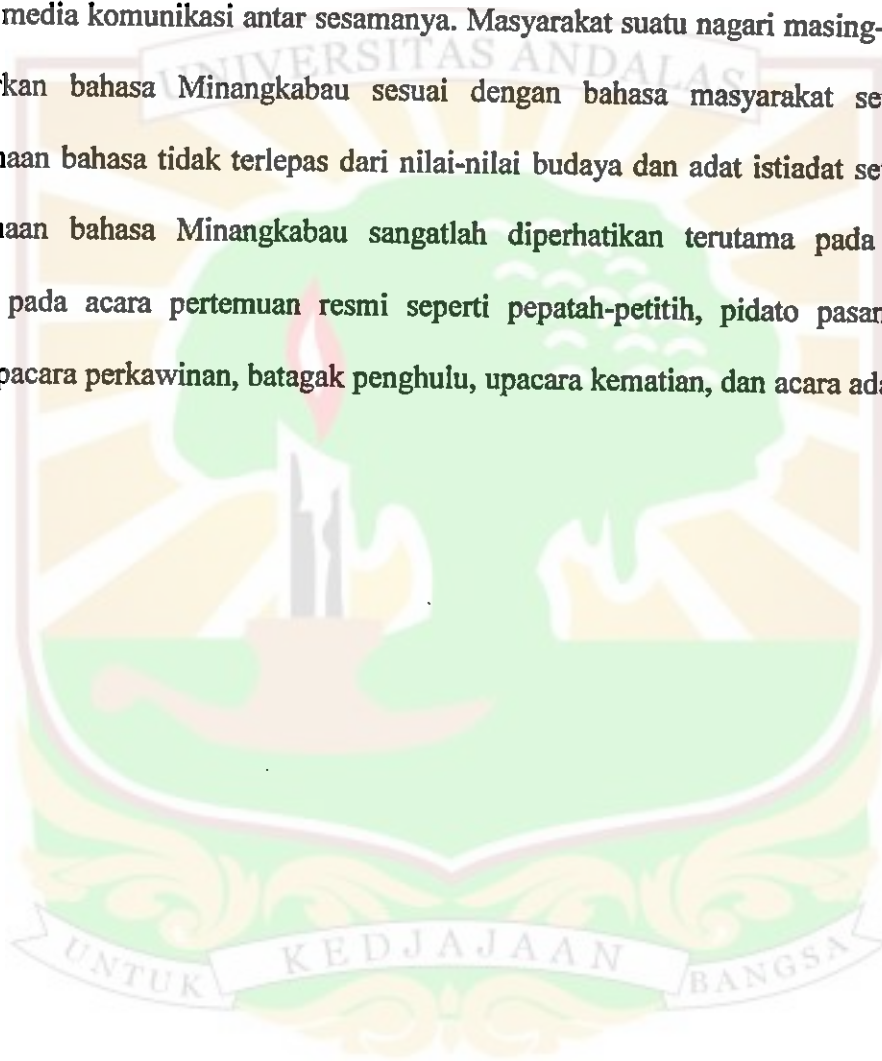 media komunikasi antar sesamanya. Masyarakat suatu nagari masing-
UNIVERSITAS ANDALAS
kan bahasa Minangkabau sesuai dengan bahasa masyarakat se
naan bahasa tidak terlepas dari nilai-nilai budaya dan adat istiadat se
naan bahasa Minangkabau sangatlah diperhatikan terutama pada
pada acara pertemuan resmi seperti pepatah-petitih, pidato pasam
pacara perkawinan, batagak penghulu, upacara kematian, dan acara ada
UNTUK KEDJAJAAN BANGSA